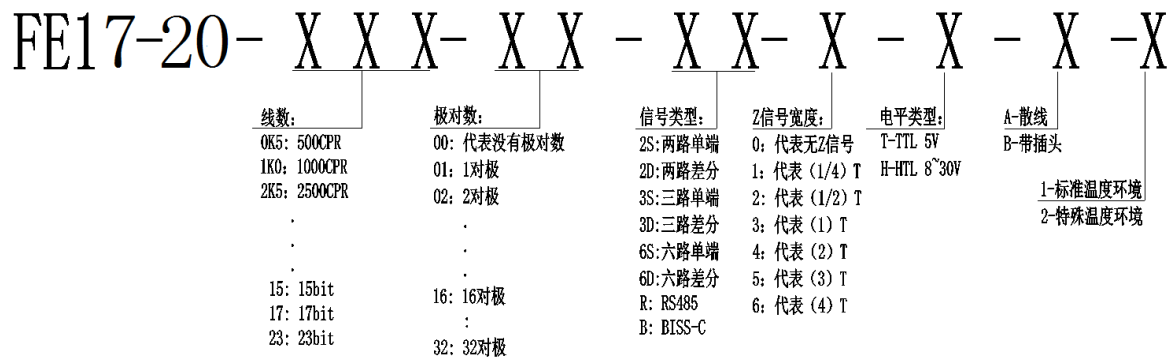 FE17-20- X X X- X X - X X- X - X - X -X
线数:
0K5: 500CPR
1K0: 1000CPR
2K5: 2500CPR
.
.
.
15: 15bit
17: 17bit
23: 23bit
极对数:
00: 代表没有极对数
01: 1对极
02: 2对极
.
.
.
16: 16对极
:
32: 32对极
信号类型:
2S:两路单端
2D:两路差分
3S:三路单端
3D:三路差分
6S:六路单端
6D:六路差分
R: RS485
B: BISS-C
Z信号宽度:
0: 代表无Z信号
1: 代表 (1/4) T
2: 代表 (1/2) T
3: 代表 (1) T
4: 代表 (2) T
5: 代表 (3) T
6: 代表 (4) T
电平类型:
T-TTL 5V
H-HTL 8~30V
A-散线
B-带插头
1-标准温度环境
2-特殊温度环境